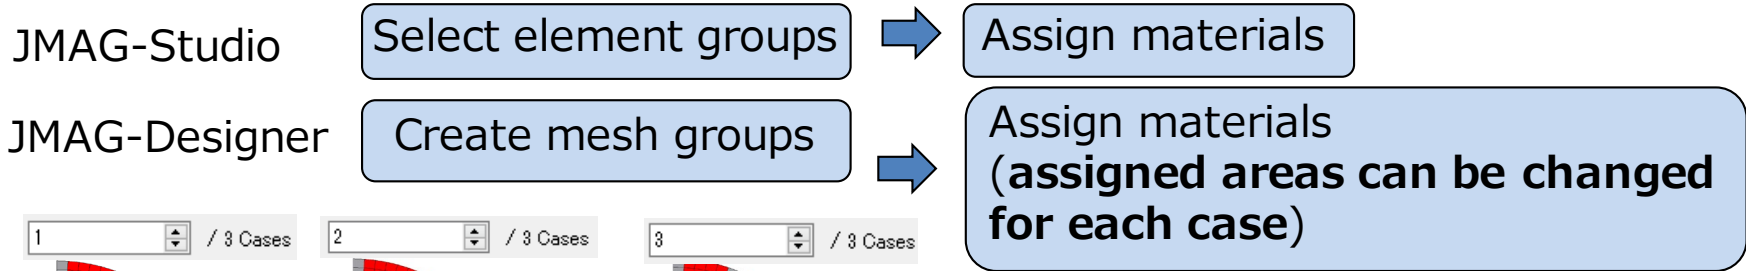 JMAG-Studio
Select element groups
Assign materials
JMAG-Designer
Create mesh groups
Assign materials
(assigned areas can be changed
for each case)
1 / 3 Cases
2 / 3 Cases
3 / 3 Cases